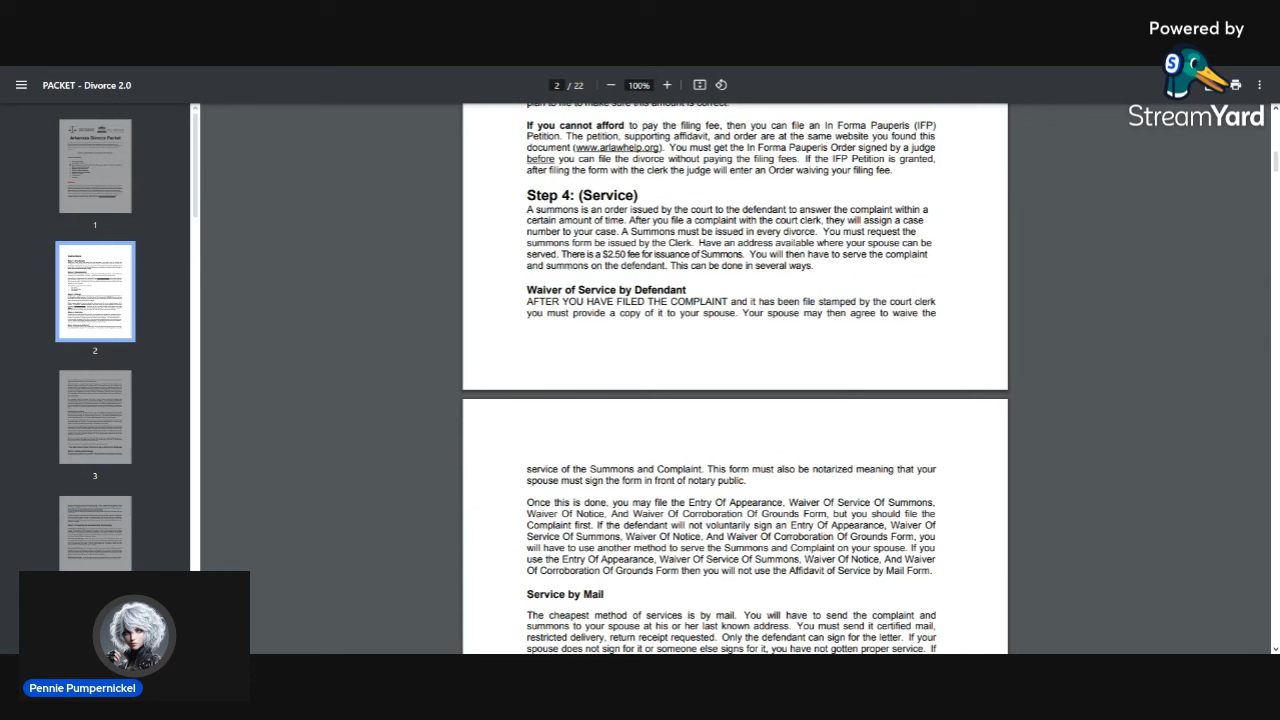 Powered by
StreamYard
PACKET - Divorce 2.0
2 / 22
100%
plan to file to make sure this amount is correct.
If you cannot afford to pay the filing fee, then you can file an In Forma Pauperis (IFP)
Petition. The petition, supporting affidavit, and order are at the same website you found this
document (www.arlawhelp.org). You must get the In Forma Pauperis Order signed by a judge
before you can file the divorce without paying the filing fees. If the IFP Petition is granted,
after filing the form with the clerk the judge will enter an Order waiving your filing fee.
Step 4: (Service)
A summons is an order issued by the court to the defendant to answer the complaint within a
certain amount of time. After you file a complaint with the court clerk, they will assign a case
number to your case. A Summons must be issued in every divorce. You must request the
summons form be issued by the Clerk. Have an address available where your spouse can be
served. There is a $2.50 fee for issuance of Summons. You will then have to serve the complaint
and summons on the defendant. This can be done in several ways.
Waiver of Service by Defendant
AFTER YOU HAVE FILED THE COMPLAINT and it has been file stamped by the court clerk
you must provide a copy of it to your spouse. Your spouse may then agree to waive the
service of the Summons and Complaint. This form must also be notarized meaning that your
spouse must sign the form in front of notary public.
Once this is done, you may file the Entry Of Appearance, Waiver Of Service Of Summons,
Waiver Of Notice, And Waiver Of Corroboration Of Grounds Form, but you should file the
Complaint first. If the defendant will not voluntarily sign an Entry Of Appearance, Waiver Of
Service Of Summons, Waiver Of Notice, And Waiver Of Corroboration Of Grounds Form, you
will have to use another method to serve the Summons and Complaint on your spouse. If you
use the Entry Of Appearance, Waiver Of Service Of Summons, Waiver Of Notice, And Waiver
Of Corroboration Of Grounds Form then you will not use the Affidavit of Service by Mail Form.
Service by Mail
The cheapest method of services is by mail. You will have to send the complaint and
summons to your spouse at his or her last known address. You must send it certified mail,
restricted delivery, return receipt requested. Only the defendant can sign for the letter. If your
spouse does not sign for it or someone else signs for it, you have not gotten proper service. If
Arkansas Divorce Packet
1
2
3
Pennie Pumpernickel